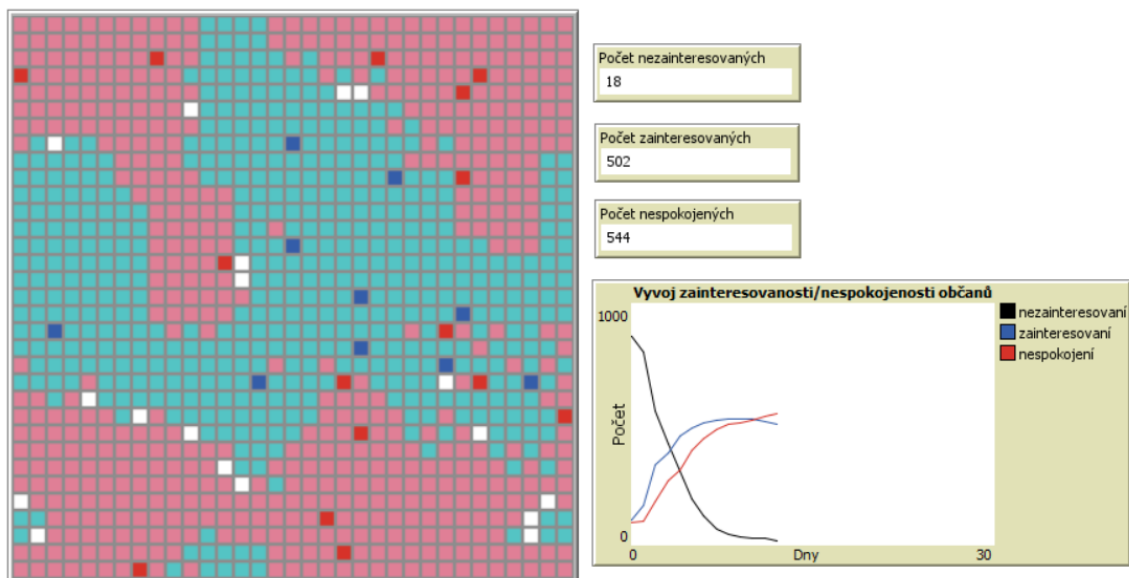 Počet nezainteresovaných
18
Počet zainteresovaných
502
Počet nespokojených
544
Vyvoj zainteresovanosti/nespokojenosti občanů
1000
Počet
0
0
Dny
30
nezainteresovaní
zainteresovaní
nespokojení